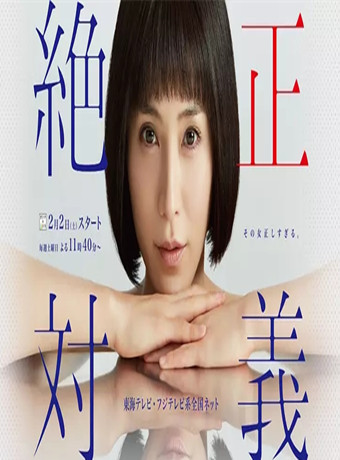 絶対
正義
2月2日(土)スタート
毎週土曜日 よる11時40分〜
その女正しすぎる。
東海テレビ・フジテレビ系全国ネット